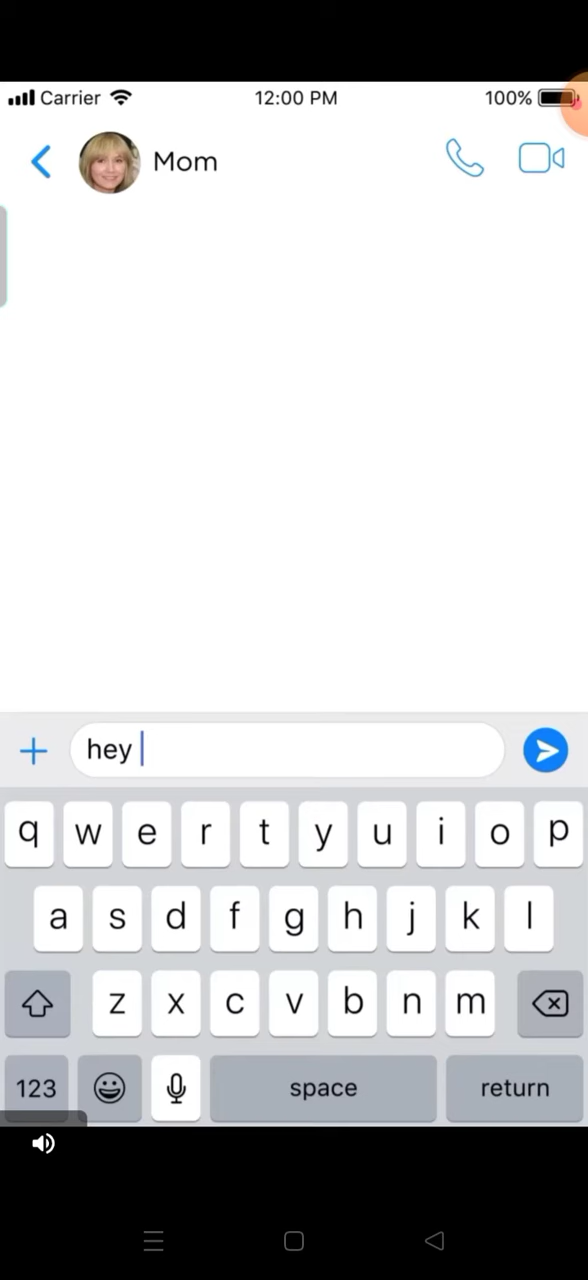 Carrier 12:00 PM 100%
Mom
hey
q w e r t y u i o p
a s d f g h j k l
z x c v b n m
123 space return